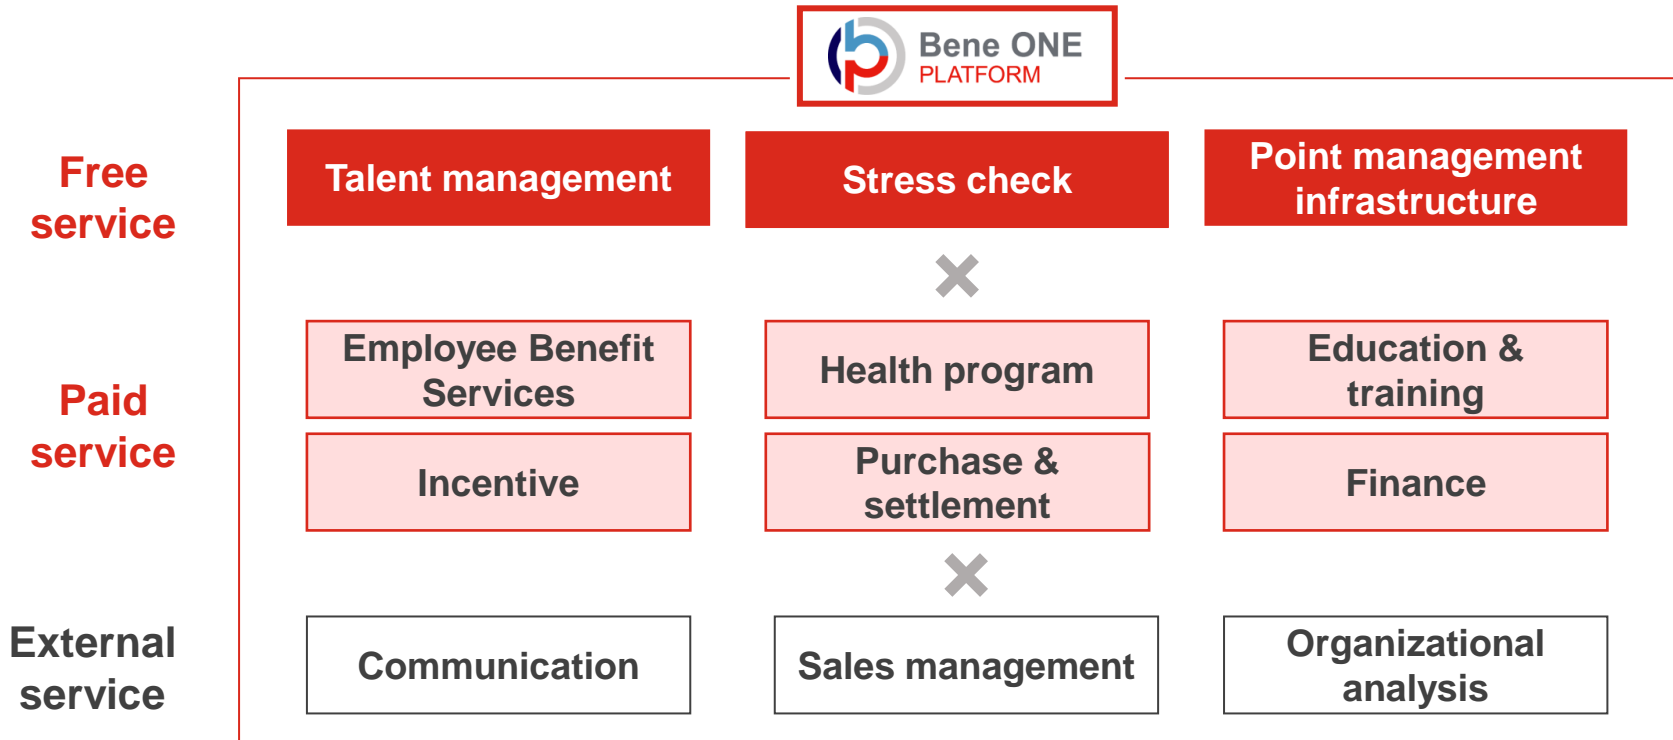 Bene ONE
PLATFORM
Free
service
Talent management
Stress check
Point management
infrastructure
Paid
service
Employee Benefit
Services
Health program
Education &
training
Incentive
Purchase &
settlement
Finance
External
service
Communication
Sales management
Organizational
analysis